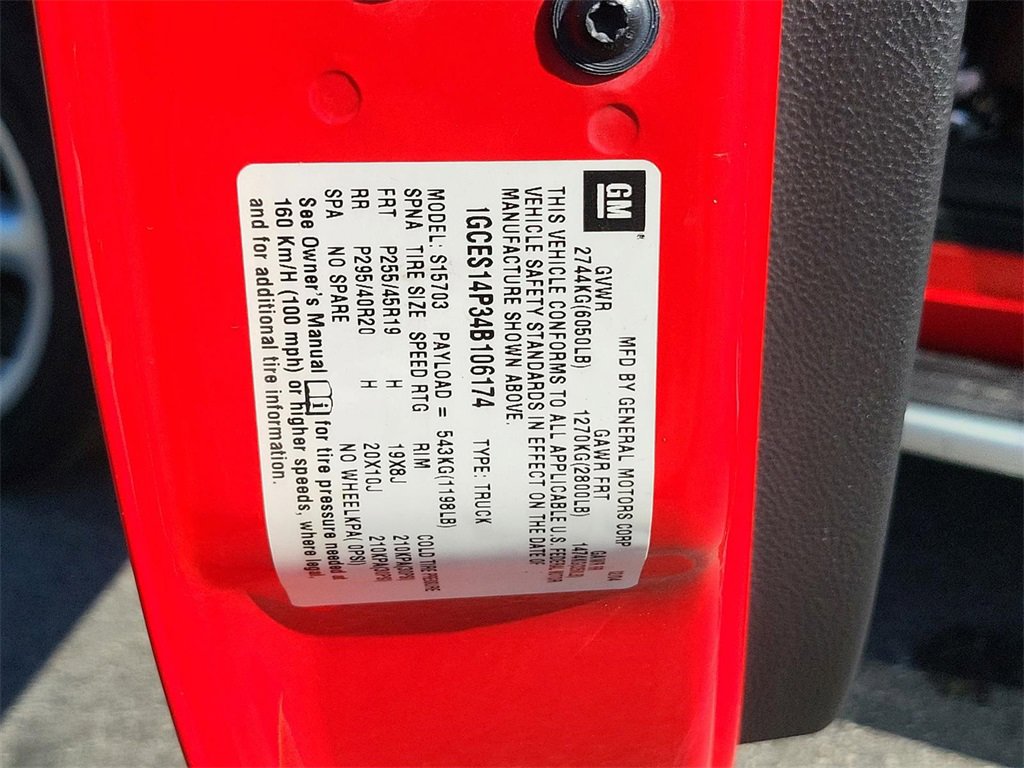 GM
MFD BY GENERAL MOTORS CORP
GVWR GAWR FRT GAWR RR
2744KG(6050LB) 1270KG(2800LB)
THIS VEHICLE CONFORMS TO ALL APPLICABLE U.S. FEDERAL MOTOR
VEHICLE SAFETY STANDARDS IN EFFECT ON THE DATE OF
MANUFACTURE SHOWN ABOVE.
1GCES14P34B106174 TYPE: TRUCK
MODEL: S15703 PAYLOAD = 543KG(1198LB)
SPNA TIRE SIZE SPEED RTG RIM COLD TIRE PRESSURE
FRT P255/45R19 H 19X8J 210KPA(30PSI)
RR P295/40R20 H 20X10J 210KPA(30PSI)
SPA NO SPARE NO WHEELKPA( 0PSI)
See Owner's Manual for tire pressure needed at
160 Km/H (100 mph) or higher speeds, where legal,
and for additional tire information.